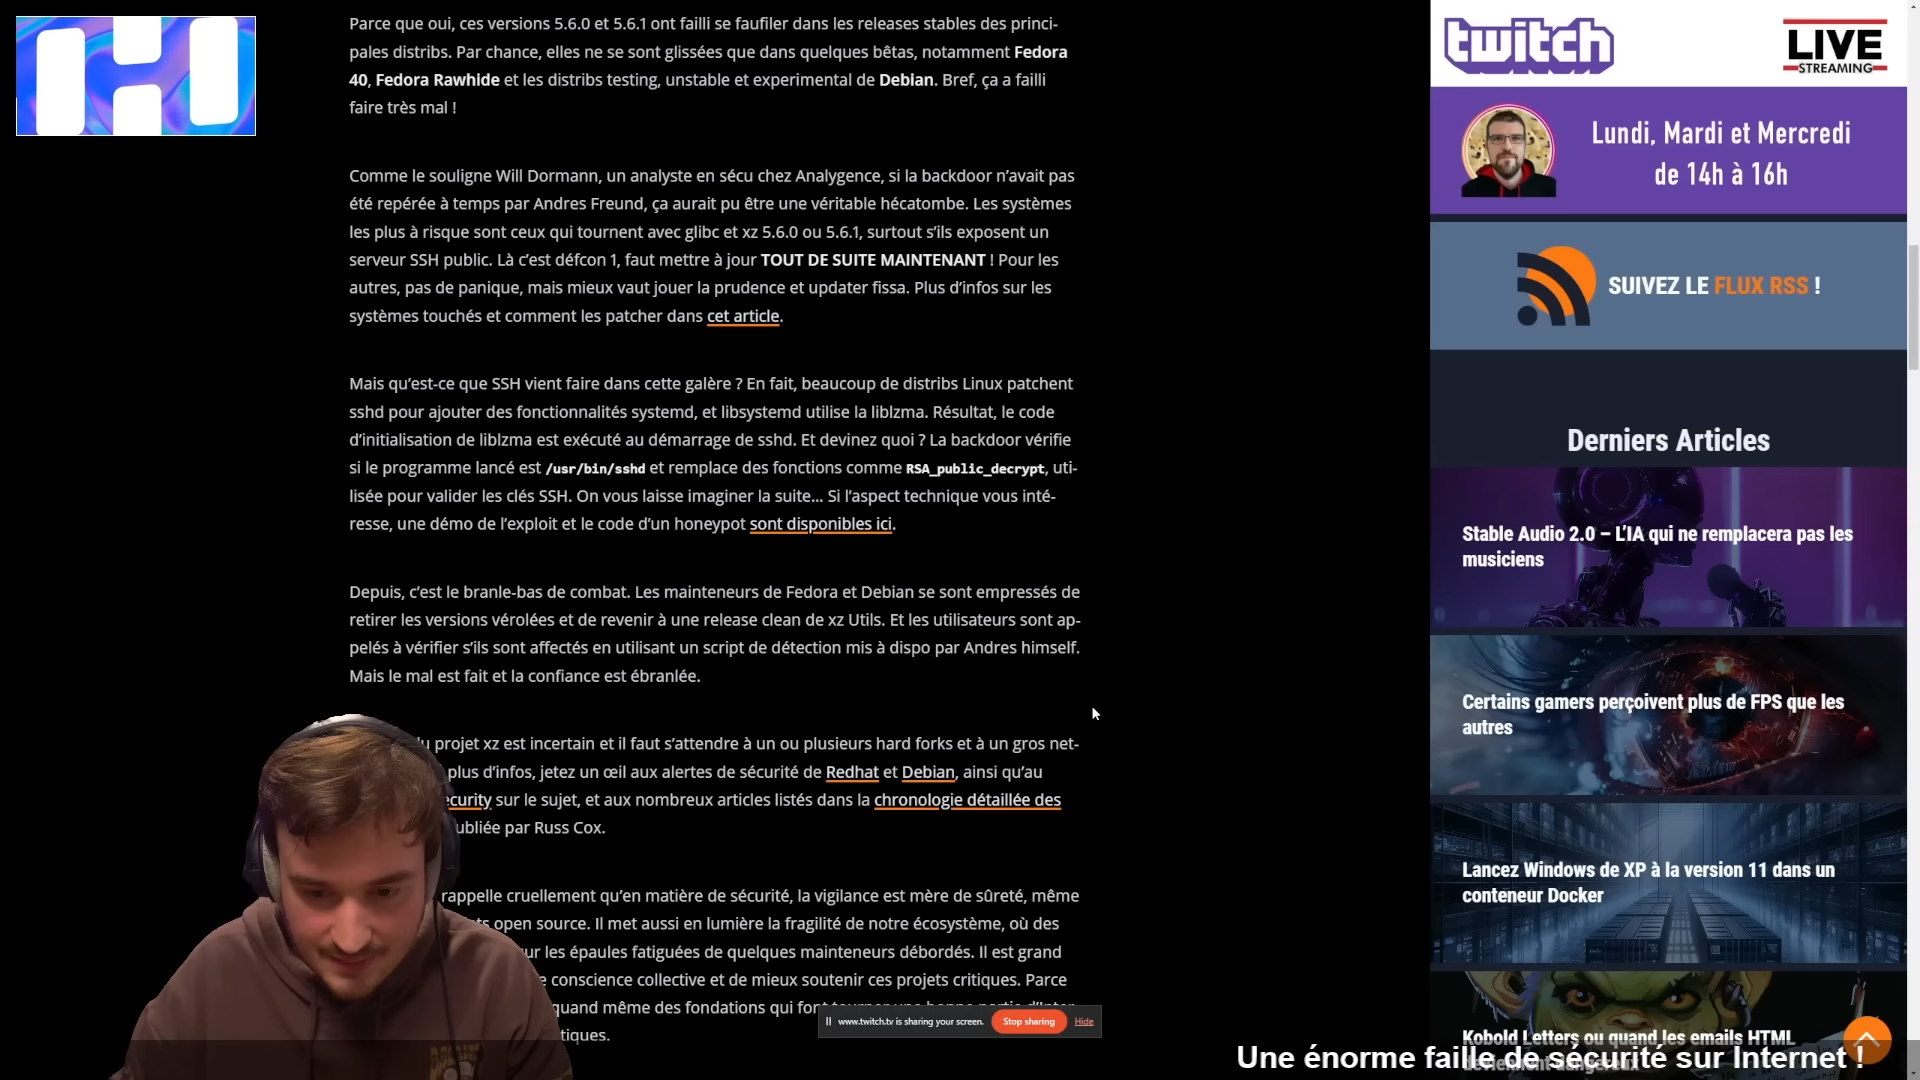 Parce que oui, ces versions 5.6.0 et 5.6.1 ont failli se faufiler dans les releases stables des princi-
pales distribs. Par chance, elles ne se sont glissées que dans quelques bêtas, notamment Fedora
40, Fedora Rawhide et les distribs testing, unstable et experimental de Debian. Bref, ça a failli
faire très mal !
Comme le souligne Will Dormann, un analyste en sécu chez Analygence, si la backdoor n'avait pas
été repérée à temps par Andres Freund, ça aurait pu être une véritable hécatombe. Les systèmes
les plus à risque sont ceux qui tournent avec glibc et xz 5.6.0 ou 5.6.1, surtout s'ils exposent un
serveur SSH public. Là c'est défcon 1, faut mettre à jour TOUT DE SUITE MAINTENANT ! Pour les
autres, pas de panique, mais mieux vaut jouer la prudence et updater fissa. Plus d'infos sur les
systèmes touchés et comment les patcher dans cet article.
Mais qu'est-ce que SSH vient faire dans cette galère ? En fait, beaucoup de distribs Linux patchent
sshd pour ajouter des fonctionnalités systemd, et libsystemd utilise la liblzma. Résultat, le code
d'initialisation de liblzma est exécuté au démarrage de sshd. Et devinez quoi ? La backdoor vérifie
si le programme lancé est /usr/bin/sshd et remplace des fonctions comme RSA_public_decrypt, uti-
lisée pour valider les clés SSH. On vous laisse imaginer la suite... Si l'aspect technique vous inté-
resse, une démo de l'exploit et le code d'un honeypot sont disponibles ici.
Depuis, c'est le branle-bas de combat. Les mainteneurs de Fedora et Debian se sont empressés de
retirer les versions vérolées et de revenir à une release clean de xz Utils. Et les utilisateurs sont ap-
pelés à vérifier s'ils sont affectés en utilisant un script de détection mis à dispo par Andres himself.
Mais le mal est fait et la confiance est ébranlée.
projet xz est incertain et il faut s'attendre à un ou plusieurs hard forks et à un gros net-
plus d'infos, jetez un œil aux alertes de sécurité de Redhat et Debian, ainsi qu'au
curity sur le sujet, et aux nombreux articles listés dans la chronologie détaillée des
ubliée par Russ Cox.
rappelle cruellement qu'en matière de sécurité, la vigilance est mère de sûreté, même
ts open source. Il met aussi en lumière la fragilité de notre écosystème, où des
ur les épaules fatiguées de quelques mainteneurs débordés. Il est grand
e conscience collective et de mieux soutenir ces projets critiques. Parce
quand même des fondations qui font tourner une bonne partie d'Inter-
tiques.
www.twitch.tv is sharing your screen. Stop sharing Hide
twitch LIVE
STREAMING
Lundi, Mardi et Mercredi
de 14h à 16h
SUIVEZ LE FLUX RSS !
Derniers Articles
Stable Audio 2.0 – L'IA qui ne remplacera pas les
musiciens
Certains gamers perçoivent plus de FPS que les
autres
Lancez Windows de XP à la version 11 dans un
conteneur Docker
Kobold Letters ou quand les emails HTML
deviennent dangereux
Une énorme faille de sécurité sur Internet !